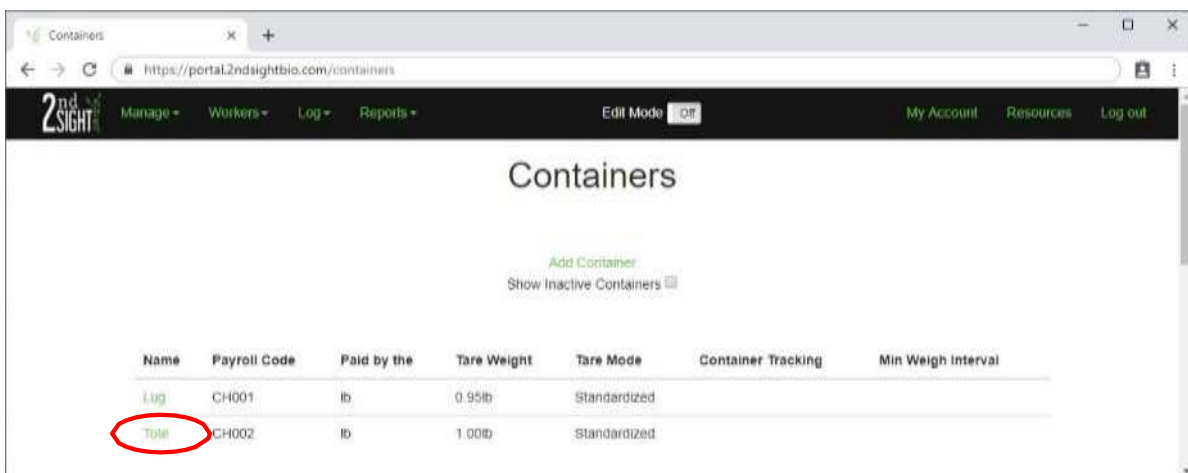 Containers
https://portal.2ndsightbio.com/containers
2nd SIGHT Manage Workers Log Reports Edit Mode Off My Account Resources Log out
Containers
Add Container
Show Inactive Containers
Name Payroll Code Paid by the Tare Weight Tare Mode Container Tracking Min Weigh Interval
Lug CH001 lb 0.95lb Standardized
Tote CH002 lb 1.00lb Standardized